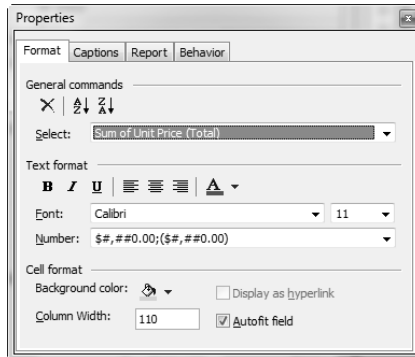 Properties
Format Captions Report Behavior
General commands
Select: Sum of Unit Price (Total)
Text format
B I U A
Font: Calibri 11
Number: $#,##0.00;($#,##0.00)
Cell format
Background color: Display as hyperlink
Column Width: 110 Autofit field